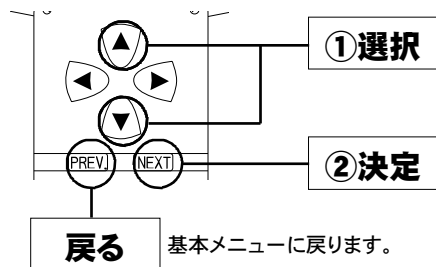 ①選択
PREV.
NEXT
②決定
戻る
基本メニューに戻ります。